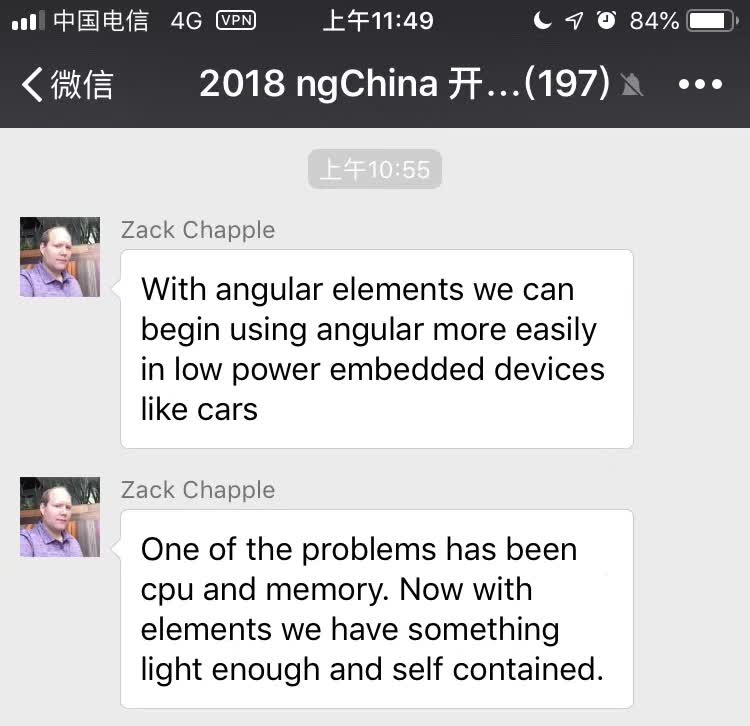 中国电信 4G VPN 上午11:49 84%
微信 2018 ngChina 开...(197)
上午10:55
Zack Chapple
With angular elements we can
begin using angular more easily
in low power embedded devices
like cars
Zack Chapple
One of the problems has been
cpu and memory. Now with
elements we have something
light enough and self contained.